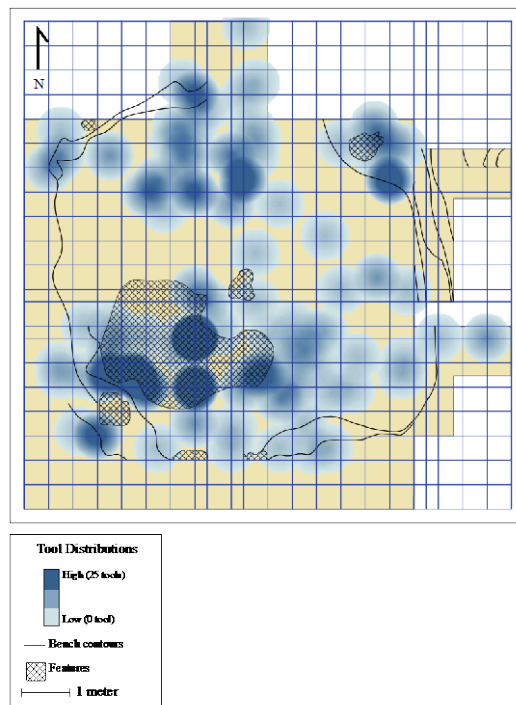 N
Tool Distributions
High (25 tools)
Low (0 tool)
Bench contours
Features
1 meter